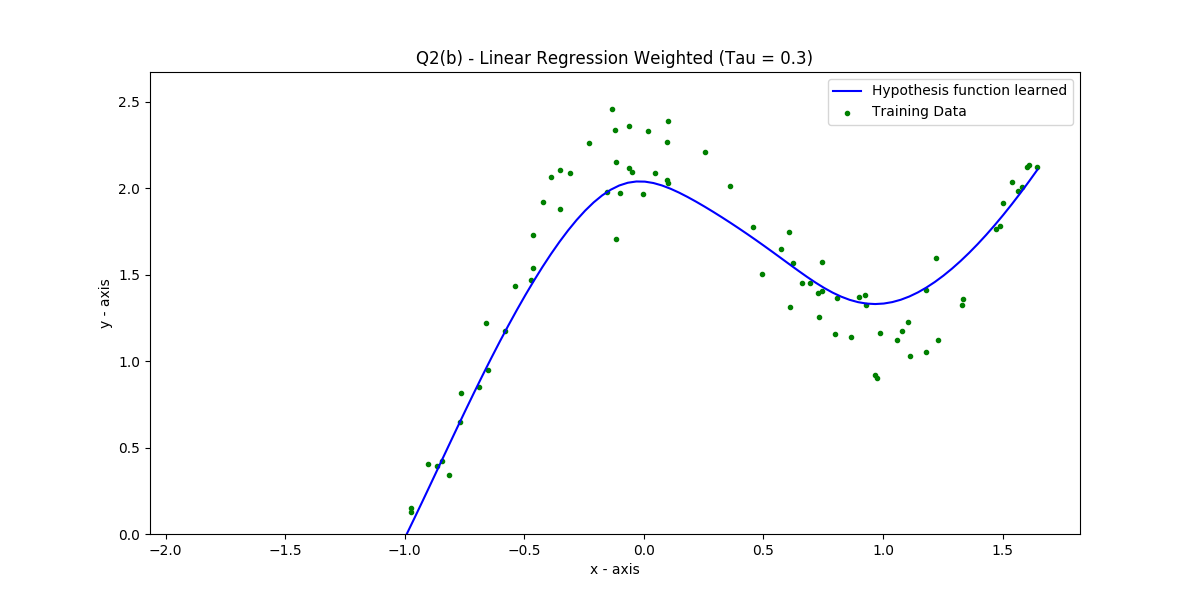 Q2(b) - Linear Regression Weighted (Tau = 0.3)
Hypothesis function learned
Training Data
2.5
2.0
1.5
1.0
0.5
0.0
y - axis
−2.0 −1.5 −1.0 −0.5 0.0 0.5 1.0 1.5
x - axis